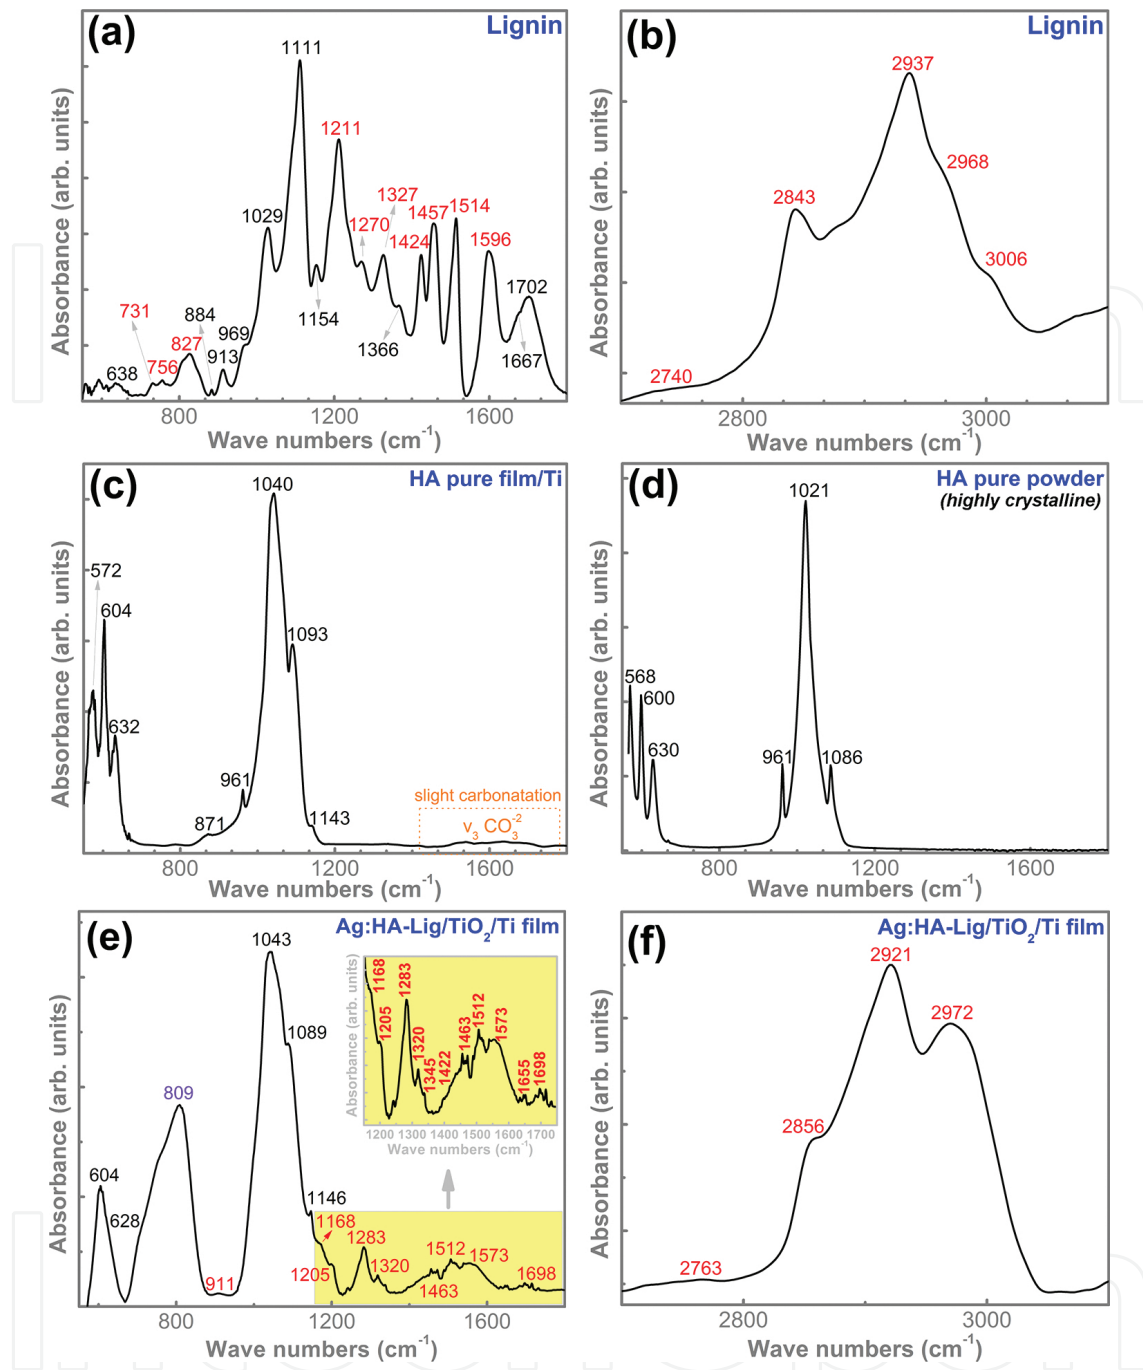 (a)
Lignin
1111
1211
1327
1029
1270
1457
1514
1424
1596
731
884
969
827
913
756
638
1154
1366
1702
1667
800
1200
1600
Wave numbers (cm⁻¹)
Absorbance (arb. units)
(b)
Lignin
2937
2968
2843
3006
2740
2800
3000
Wave numbers (cm⁻¹)
Absorbance (arb. units)
(c)
HA pure film/Ti
1040
572
604
1093
632
961
871
1143
slight carbonatation
v₃ CO₃⁻²
800
1200
1600
Wave numbers (cm⁻¹)
Absorbance (arb. units)
(d)
HA pure powder
(highly crystalline)
1021
568
600
630
961
1086
800
1200
1600
Wave numbers (cm⁻¹)
Absorbance (arb. units)
(e)
Ag:HA-Lig/TiO₂/Ti film
1043
1089
809
604
628
911
1146
1168
1283
1205
1320
1512
1573
1463
1698
1168
1205
1283
1320
1345
1422
1463
1512
1573
1655
1698
1200 1300 1400 1500 1600 1700
Wave numbers (cm⁻¹)
Absorbance (arb. units)
800
1200
1600
Wave numbers (cm⁻¹)
Absorbance (arb. units)
(f)
Ag:HA-Lig/TiO₂/Ti film
2921
2972
2856
2763
2800
3000
Wave numbers (cm⁻¹)
Absorbance (arb. units)